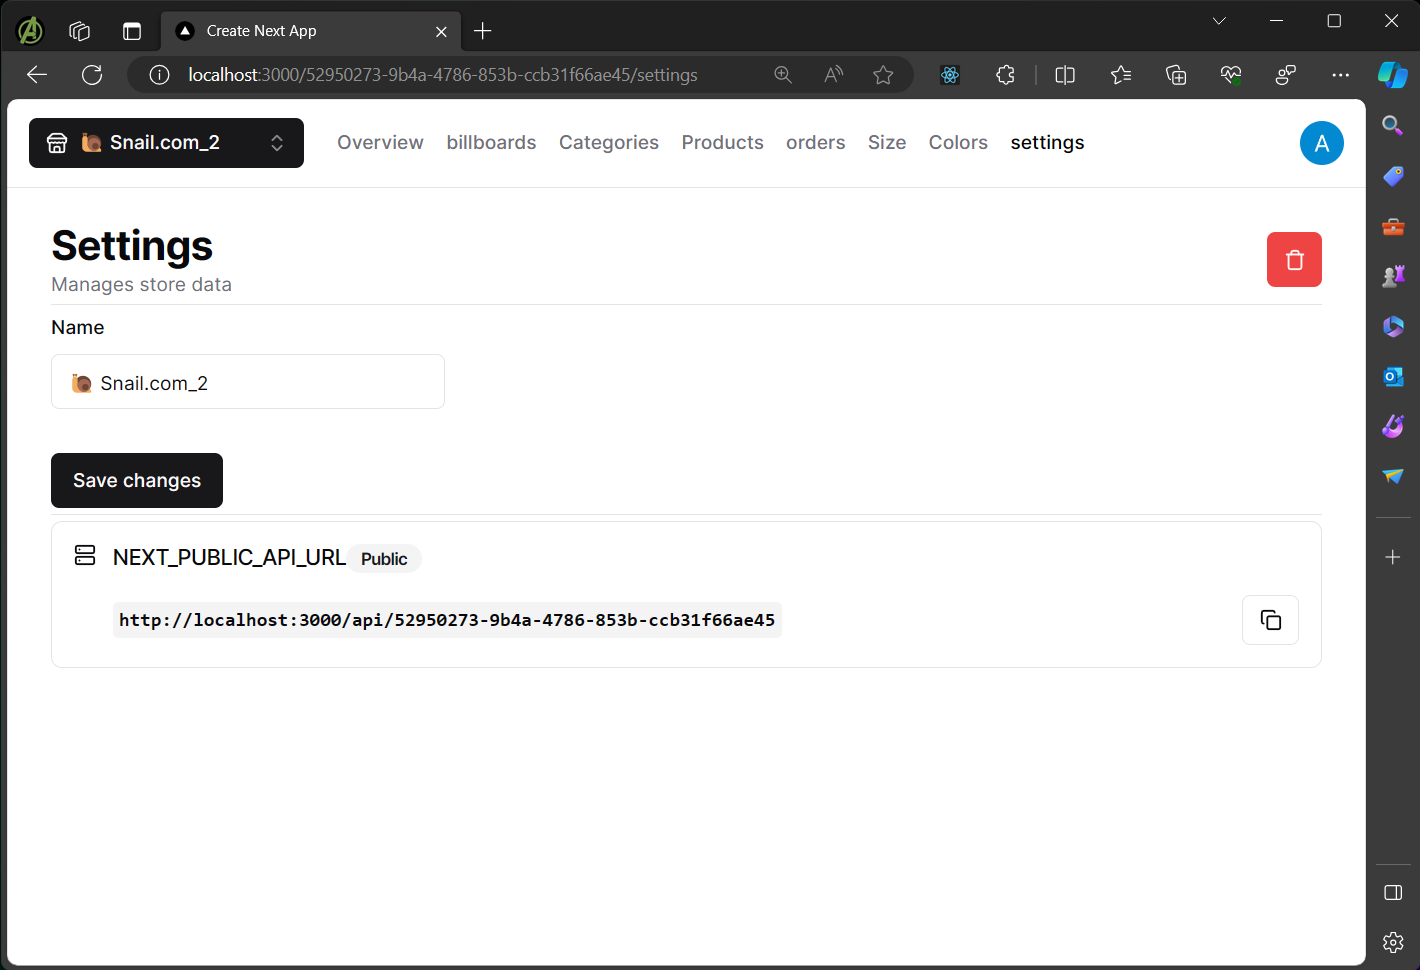 Create Next App
localhost:3000/52950273-9b4a-4786-853b-ccb31f66ae45/settings
🐌 Snail.com_2
Overview billboards Categories Products orders Size Colors settings
A
Settings
Manages store data
Name
🐌 Snail.com_2
Save changes
NEXT_PUBLIC_API_URL Public
http://localhost:3000/api/52950273-9b4a-4786-853b-ccb31f66ae45